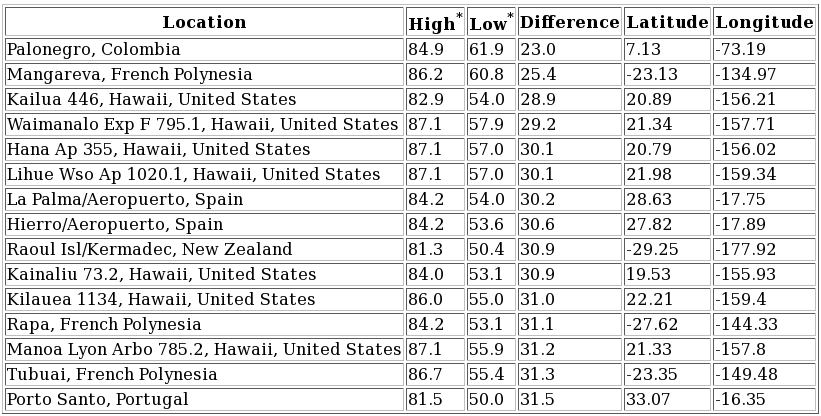 Location High* Low* Difference Latitude Longitude
Palonegro, Colombia 84.9 61.9 23.0 7.13 -73.19
Mangareva, French Polynesia 86.2 60.8 25.4 -23.13 -134.97
Kailua 446, Hawaii, United States 82.9 54.0 28.9 20.89 -156.21
Waimanalo Exp F 795.1, Hawaii, United States 87.1 57.9 29.2 21.34 -157.71
Hana Ap 355, Hawaii, United States 87.1 57.0 30.1 20.79 -156.02
Lihue Wso Ap 1020.1, Hawaii, United States 87.1 57.0 30.1 21.98 -159.34
La Palma/Aeropuerto, Spain 84.2 54.0 30.2 28.63 -17.75
Hierro/Aeropuerto, Spain 84.2 53.6 30.6 27.82 -17.89
Raoul Isl/Kermadec, New Zealand 81.3 50.4 30.9 -29.25 -177.92
Kainaliu 73.2, Hawaii, United States 84.0 53.1 30.9 19.53 -155.93
Kilauea 1134, Hawaii, United States 86.0 55.0 31.0 22.21 -159.4
Rapa, French Polynesia 84.2 53.1 31.1 -27.62 -144.33
Manoa Lyon Arbo 785.2, Hawaii, United States 87.1 55.9 31.2 21.33 -157.8
Tubuai, French Polynesia 86.7 55.4 31.3 -23.35 -149.48
Porto Santo, Portugal 81.5 50.0 31.5 33.07 -16.35